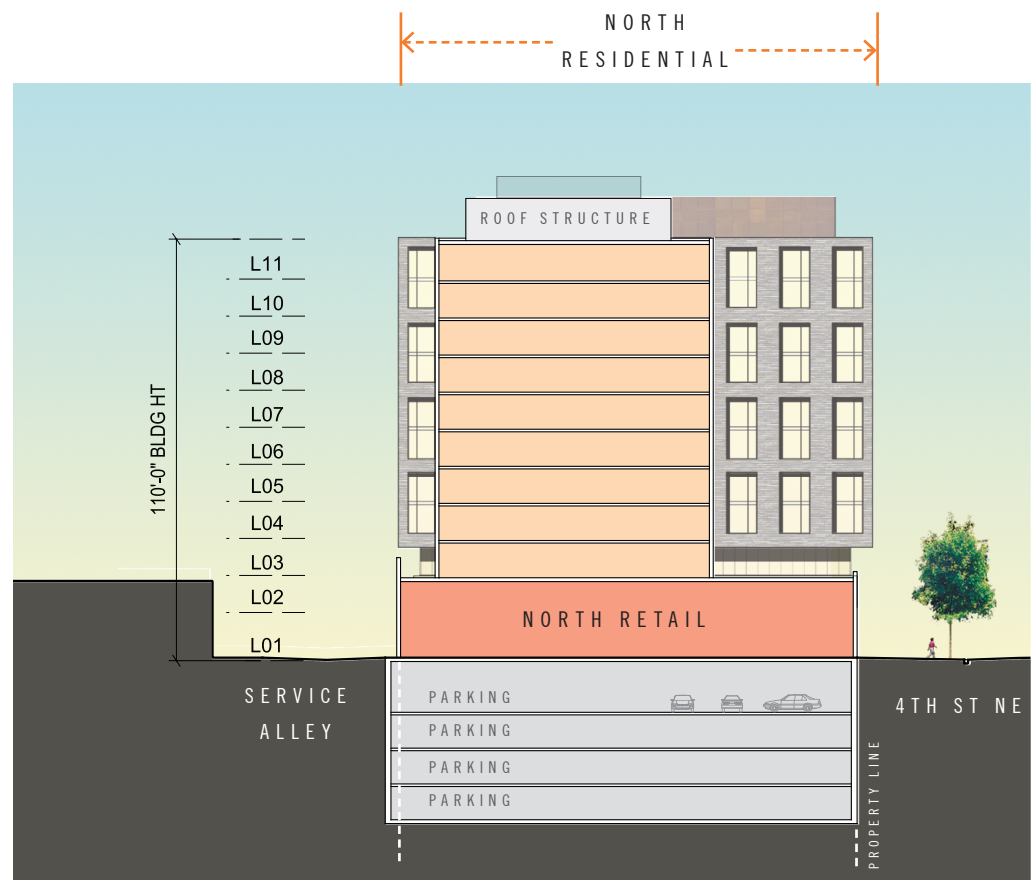 NORTH
RESIDENTIAL
ROOF STRUCTURE
L11
L10
L09
L08
L07
L06
L05
L04
L03
L02
L01
110'-0" BLDG HT
NORTH RETAIL
SERVICE
ALLEY
PARKING
PARKING
PARKING
PARKING
4TH ST NE
PROPERTY LINE